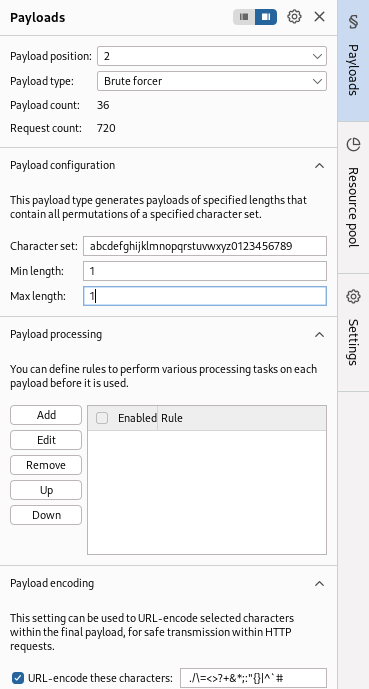 Payloads
Payload position: 2
Payload type: Brute forcer
Payload count: 36
Request count: 720
Payload configuration
This payload type generates payloads of specified lengths that
contain all permutations of a specified character set.
Character set: abcdefghijklmnopqrstuvwxyz0123456789
Min length: 1
Max length: 1
Payload processing
You can define rules to perform various processing tasks on each
payload before it is used.
Add
Edit
Remove
Up
Down
Enabled Rule
Payload encoding
This setting can be used to URL-encode selected characters
within the final payload, for safe transmission within HTTP
requests.
URL-encode these characters: ./\=<>?+&*;:"{}|^`#
Payloads
Resource pool
Settings